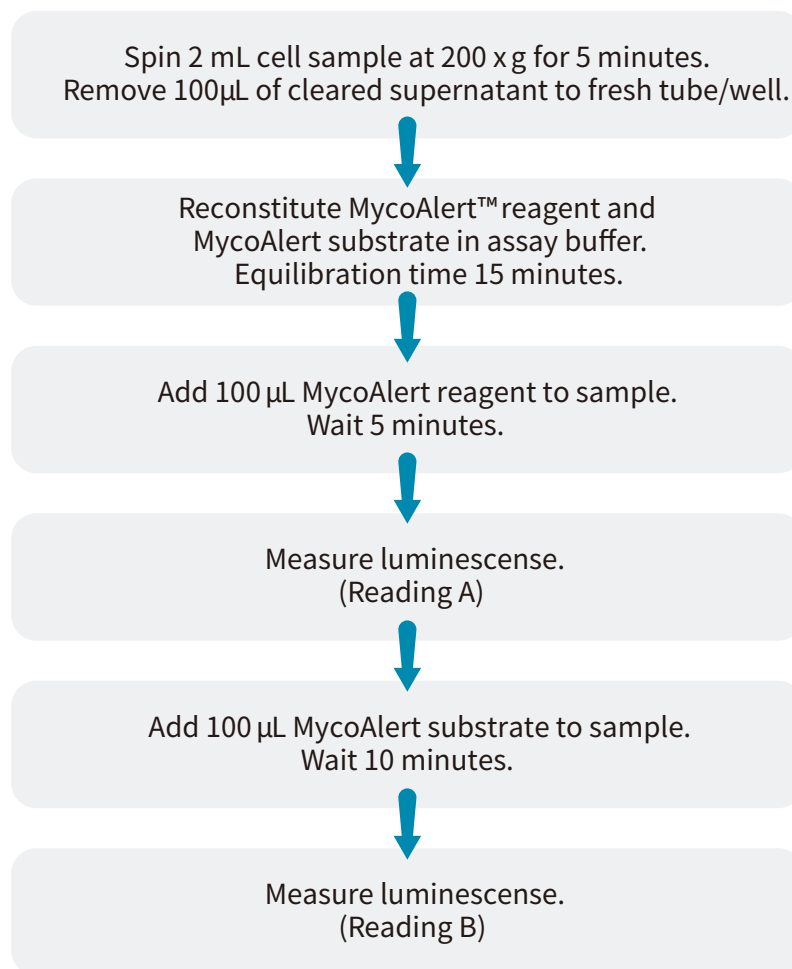 Spin 2 mL cell sample at 200 x g for 5 minutes.
Remove 100µL of cleared supernatant to fresh tube/well.
Reconstitute MycoAlert™ reagent and
MycoAlert substrate in assay buffer.
Equilibration time 15 minutes.
Add 100 µL MycoAlert reagent to sample.
Wait 5 minutes.
Measure luminescense.
(Reading A)
Add 100 µL MycoAlert substrate to sample.
Wait 10 minutes.
Measure luminescense.
(Reading B)